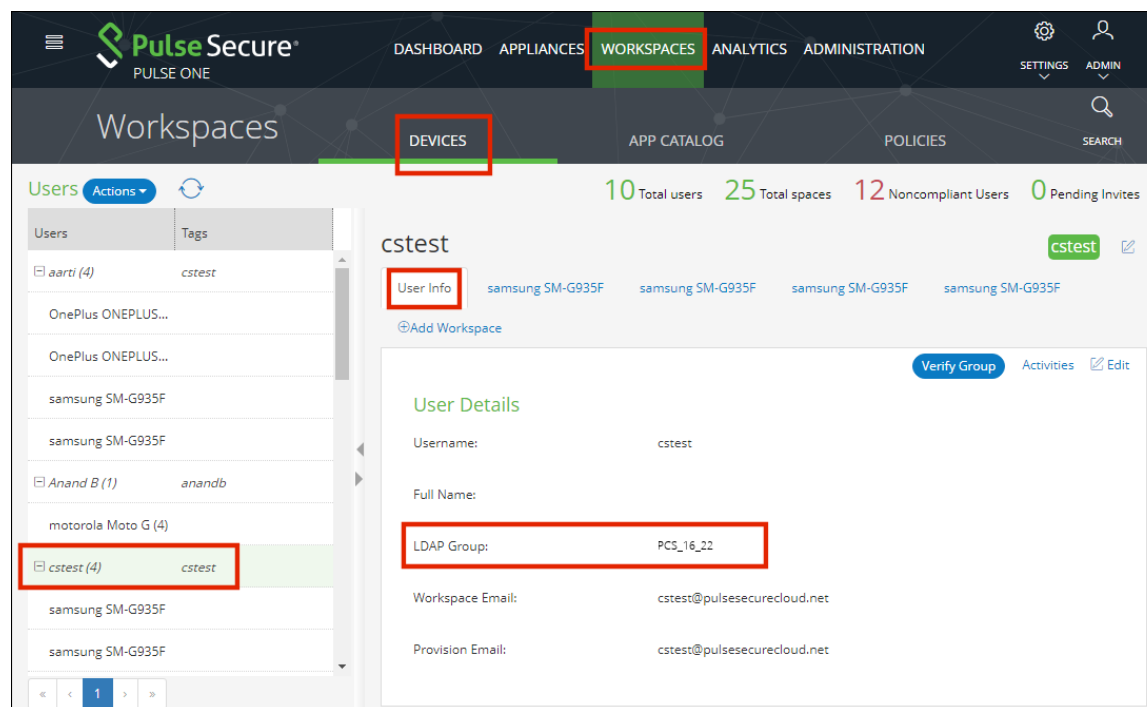 Pulse Secure
PULSE ONE
DASHBOARD APPLIANCES WORKSPACES ANALYTICS ADMINISTRATION
SETTINGS ADMIN
Workspaces
DEVICES APP CATALOG POLICIES
SEARCH
Users Actions
10 Total users 25 Total spaces 12 Noncompliant Users 0 Pending Invites
Users Tags
aarti (4) cstest
OnePlus ONEPLUS...
OnePlus ONEPLUS...
samsung SM-G935F
samsung SM-G935F
Anand B (1) anandb
motorola Moto G (4)
cstest (4) cstest
samsung SM-G935F
samsung SM-G935F
« ‹ 1 › »
cstest cstest
User Info samsung SM-G935F samsung SM-G935F samsung SM-G935F samsung SM-G935F
Add Workspace
Verify Group Activities Edit
User Details
Username: cstest
Full Name:
LDAP Group: PCS_16_22
Workspace Email: cstest@pulsesecurecloud.net
Provision Email: cstest@pulsesecurecloud.net